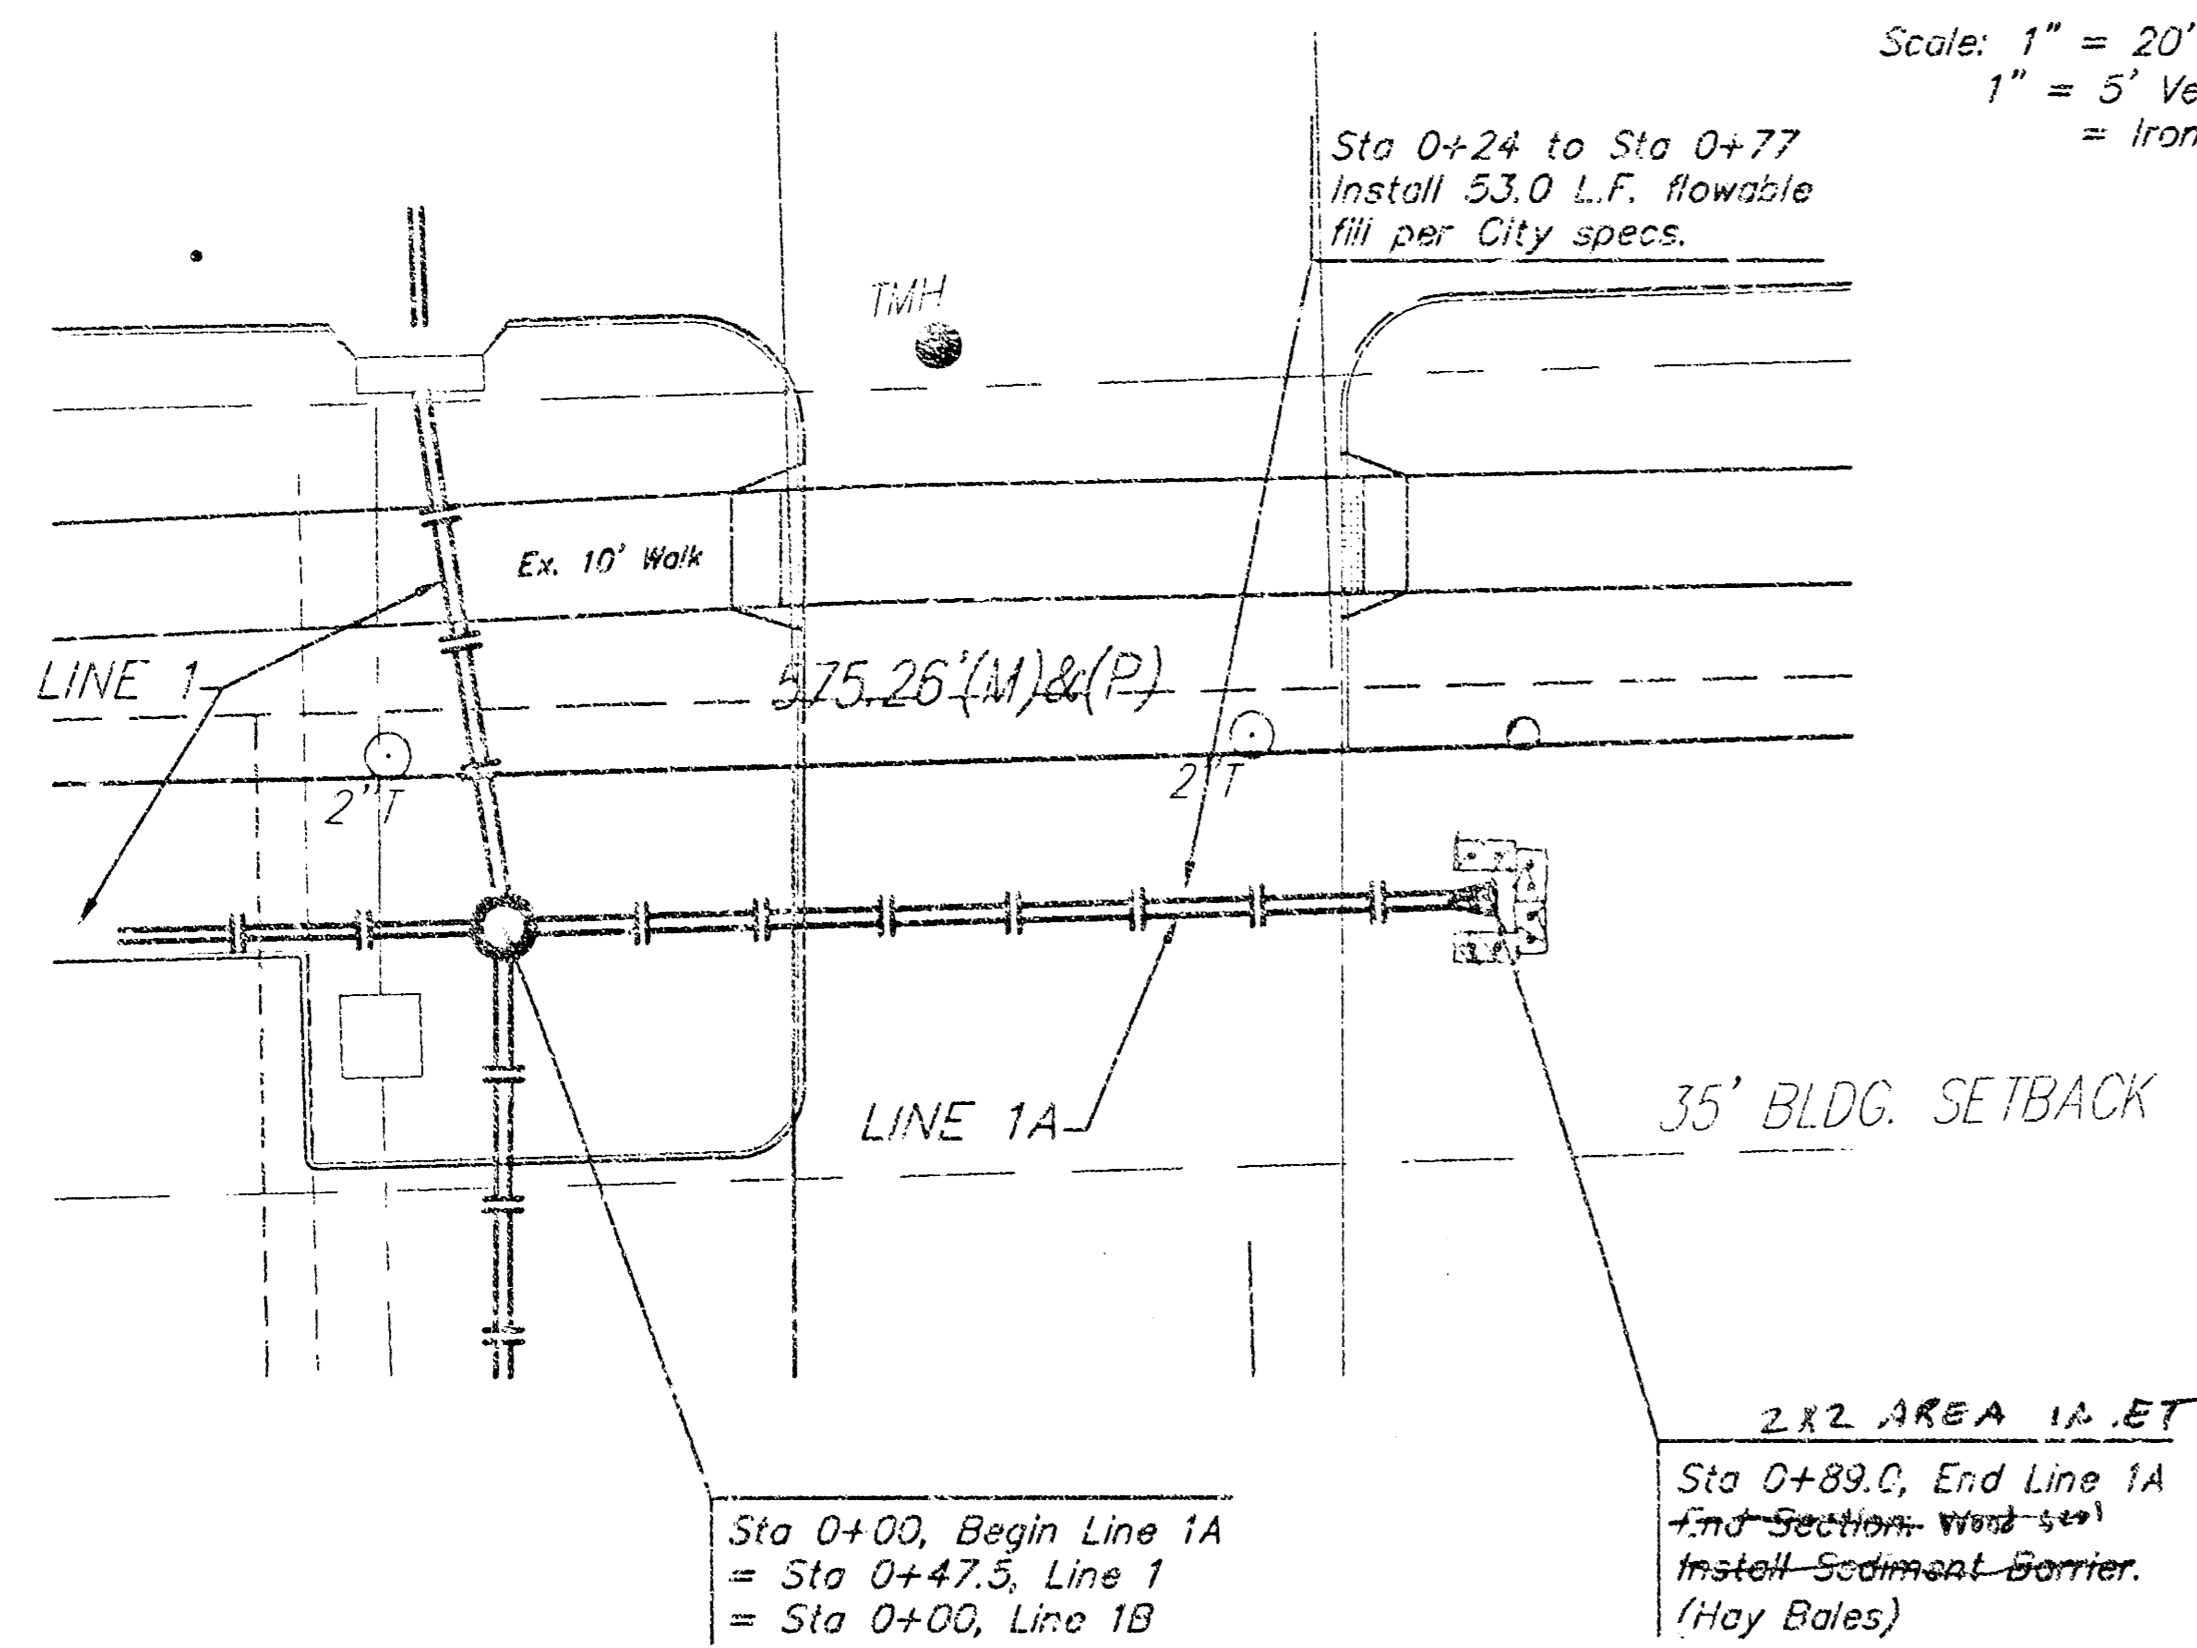 Scale: 1" = 20'
1" = 5' Ve
= Iron
Sta 0+24 to Sta 0+77
Install 53.0 L.F. flowable
fill per City specs.
TMH
Ex. 10' Walk
LINE 1
575.26'(M)&(P)
2"T
2"T
LINE 1A
35' BLDG. SETBACK
2X2 AREA INLET
Sta 0+89.0, End Line 1A
End Section
Install Sediment Barrier.
(Hay Bales)
Sta 0+00, Begin Line 1A
= Sta 0+47.5, Line 1
= Sta 0+00, Line 1B